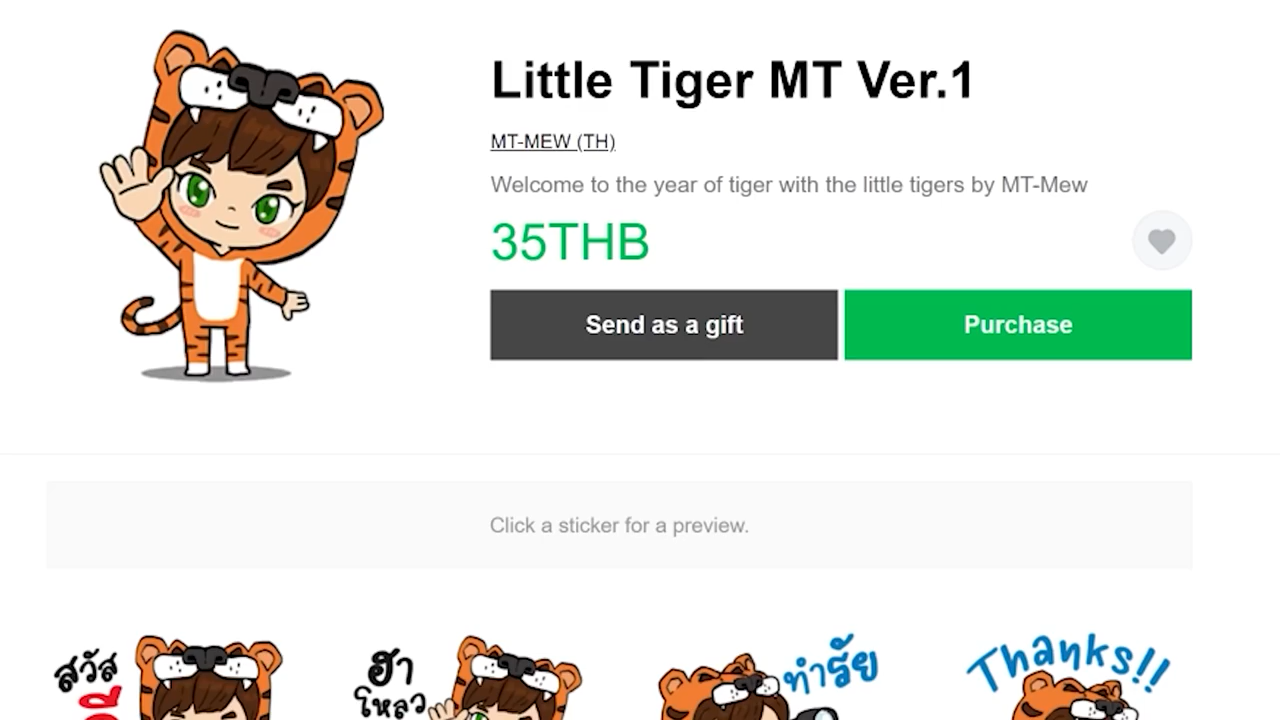 Little Tiger MT Ver.1
MT-MEW (TH)
Welcome to the year of tiger with the little tigers by MT-Mew
35THB
Send as a gift
Purchase
Click a sticker for a preview.
สวัส
ดี
ฮา
โหลว
ทำรัย
Thanks!!